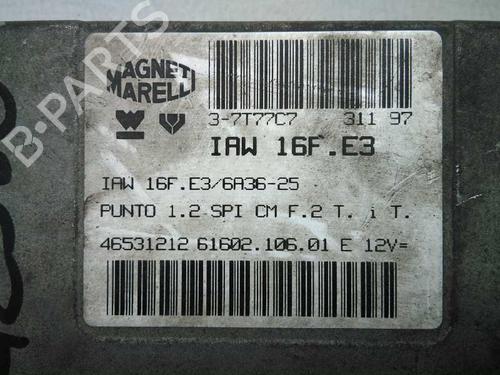 MAGNETI
MARELLI
3-7T77C7 311 97
IAW 16F.E3
IAW 16F.E3/6A36-25
PUNTO 1.2 SPI CM F.2 T. i T.
46531212 61602.106.01 E 12V=
B-PARTS